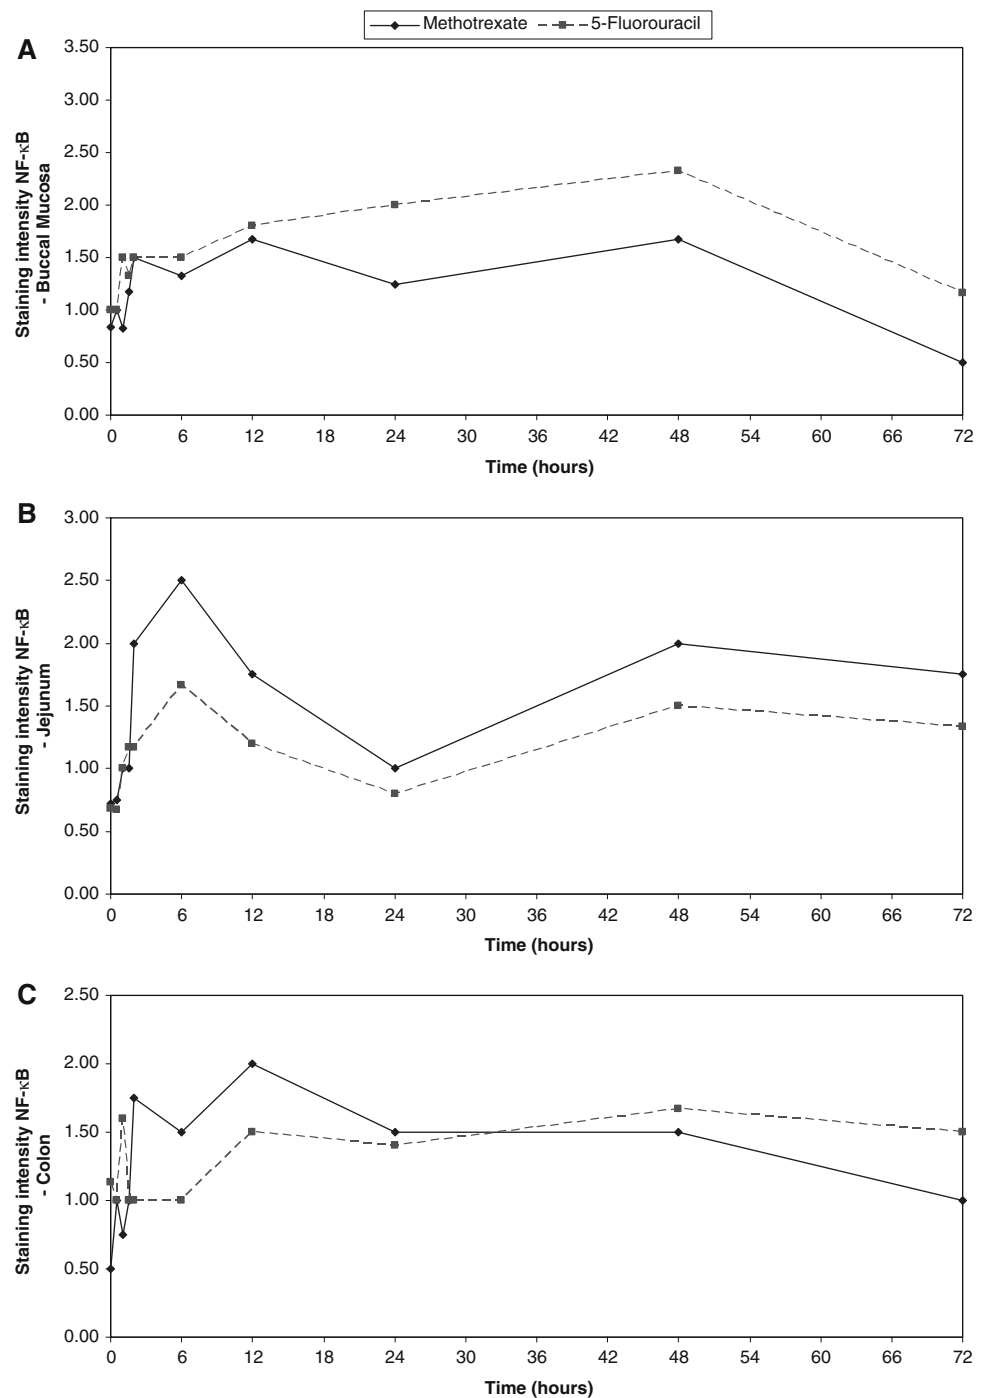 Methotrexate 5-Fluorouracil
A
Staining intensity NF-κB
- Buccal Mucosa
3.50
3.00
2.50
2.00
1.50
1.00
0.50
0.00
0 6 12 18 24 30 36 42 48 54 60 66 72
Time (hours)
B
Staining intensity NF-κB
- Jejunum
3.00
2.50
2.00
1.50
1.00
0.50
0.00
0 6 12 18 24 30 36 42 48 54 60 66 72
Time (hours)
C
Staining intensity NF-κB
- Colon
2.50
2.00
1.50
1.00
0.50
0.00
0 6 12 18 24 30 36 42 48 54 60 66 72
Time (hours)